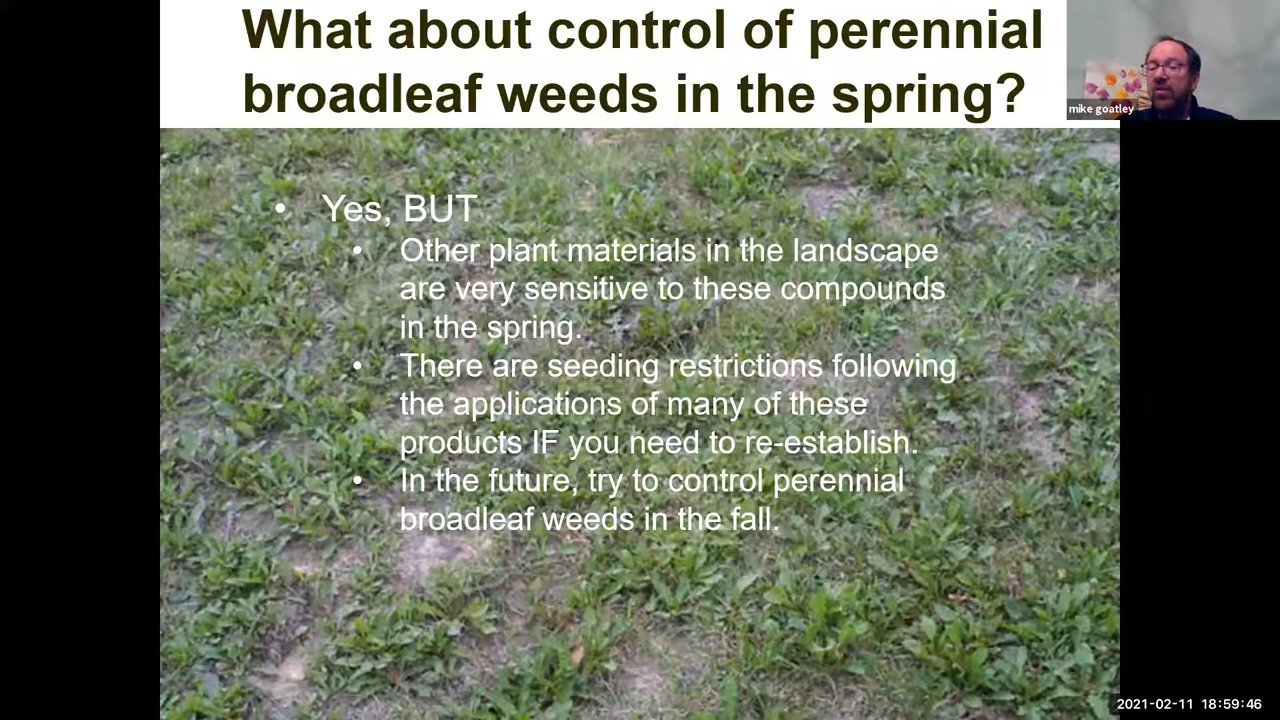 What about control of perennial
broadleaf weeds in the spring?
mike goatley
• Yes, BUT
• Other plant materials in the landscape
are very sensitive to these compounds
in the spring.
• There are seeding restrictions following
the applications of many of these
products IF you need to re-establish.
• In the future, try to control perennial
broadleaf weeds in the fall.
2021-02-11 18:59:46